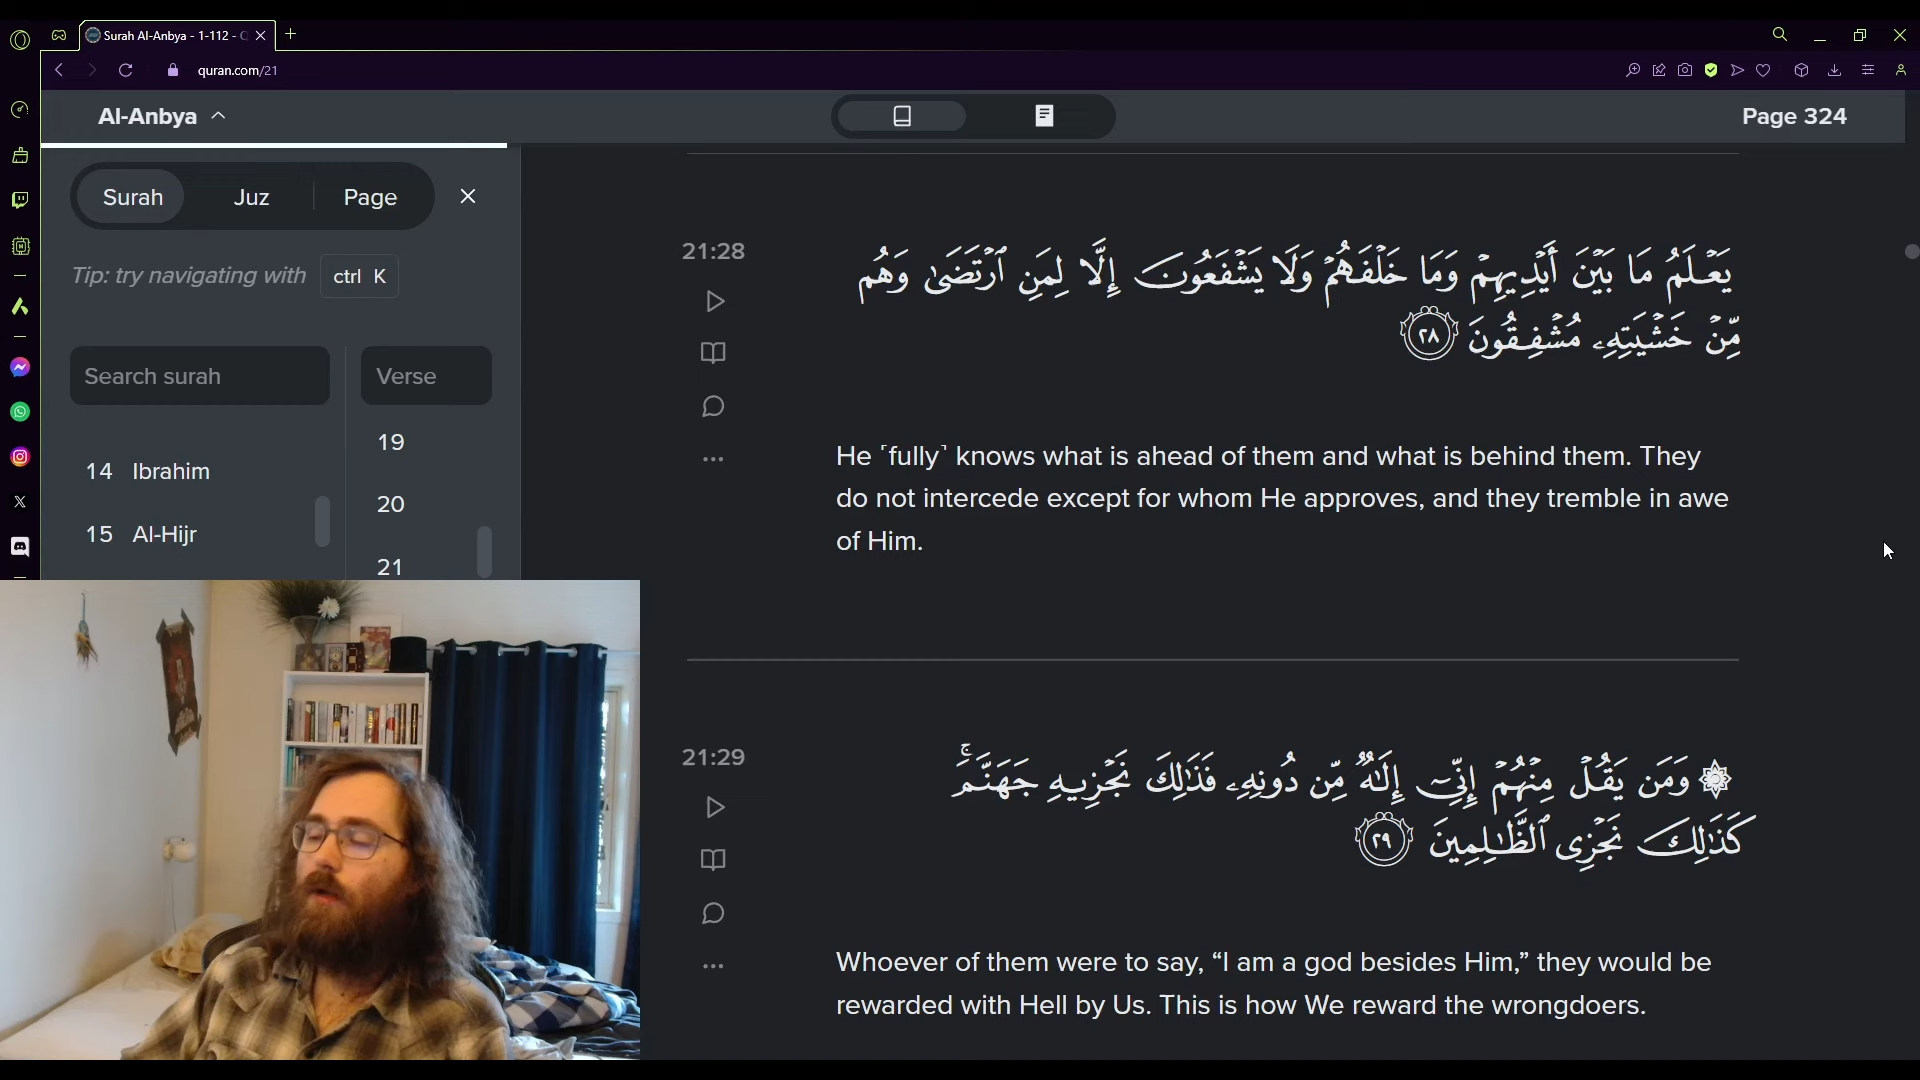 Surah Al-Anbya - 1-112 -
quran.com/21
Al-Anbya
Page 324
Surah
Juz
Page
Tip: try navigating with ctrl K
Search surah
Verse
14 Ibrahim
15 Al-Hijr
19
20
21
21:28
يَعْلَمُ مَا بَيْنَ أَيْدِيهِمْ وَمَا خَلْفَهُمْ وَلَا يَشْفَعُونَ إِلَّا لِمَنِ ٱرْتَضَىٰ وَهُم
مِّنْ خَشْيَتِهِۦ مُشْفِقُونَ ٢٨
He ˹fully˺ knows what is ahead of them and what is behind them. They
do not intercede except for whom He approves, and they tremble in awe
of Him.
21:29
۞ وَمَن يَقُلْ مِنْهُمْ إِنِّىٓ إِلَـٰهٌ مِّن دُونِهِۦ فَذَٰلِكَ نَجْزِيهِ جَهَنَّمَ ۚ
كَذَٰلِكَ نَجْزِى ٱلظَّـٰلِمِينَ ٢٩
Whoever of them were to say, “I am a god besides Him,” they would be
rewarded with Hell by Us. This is how We reward the wrongdoers.